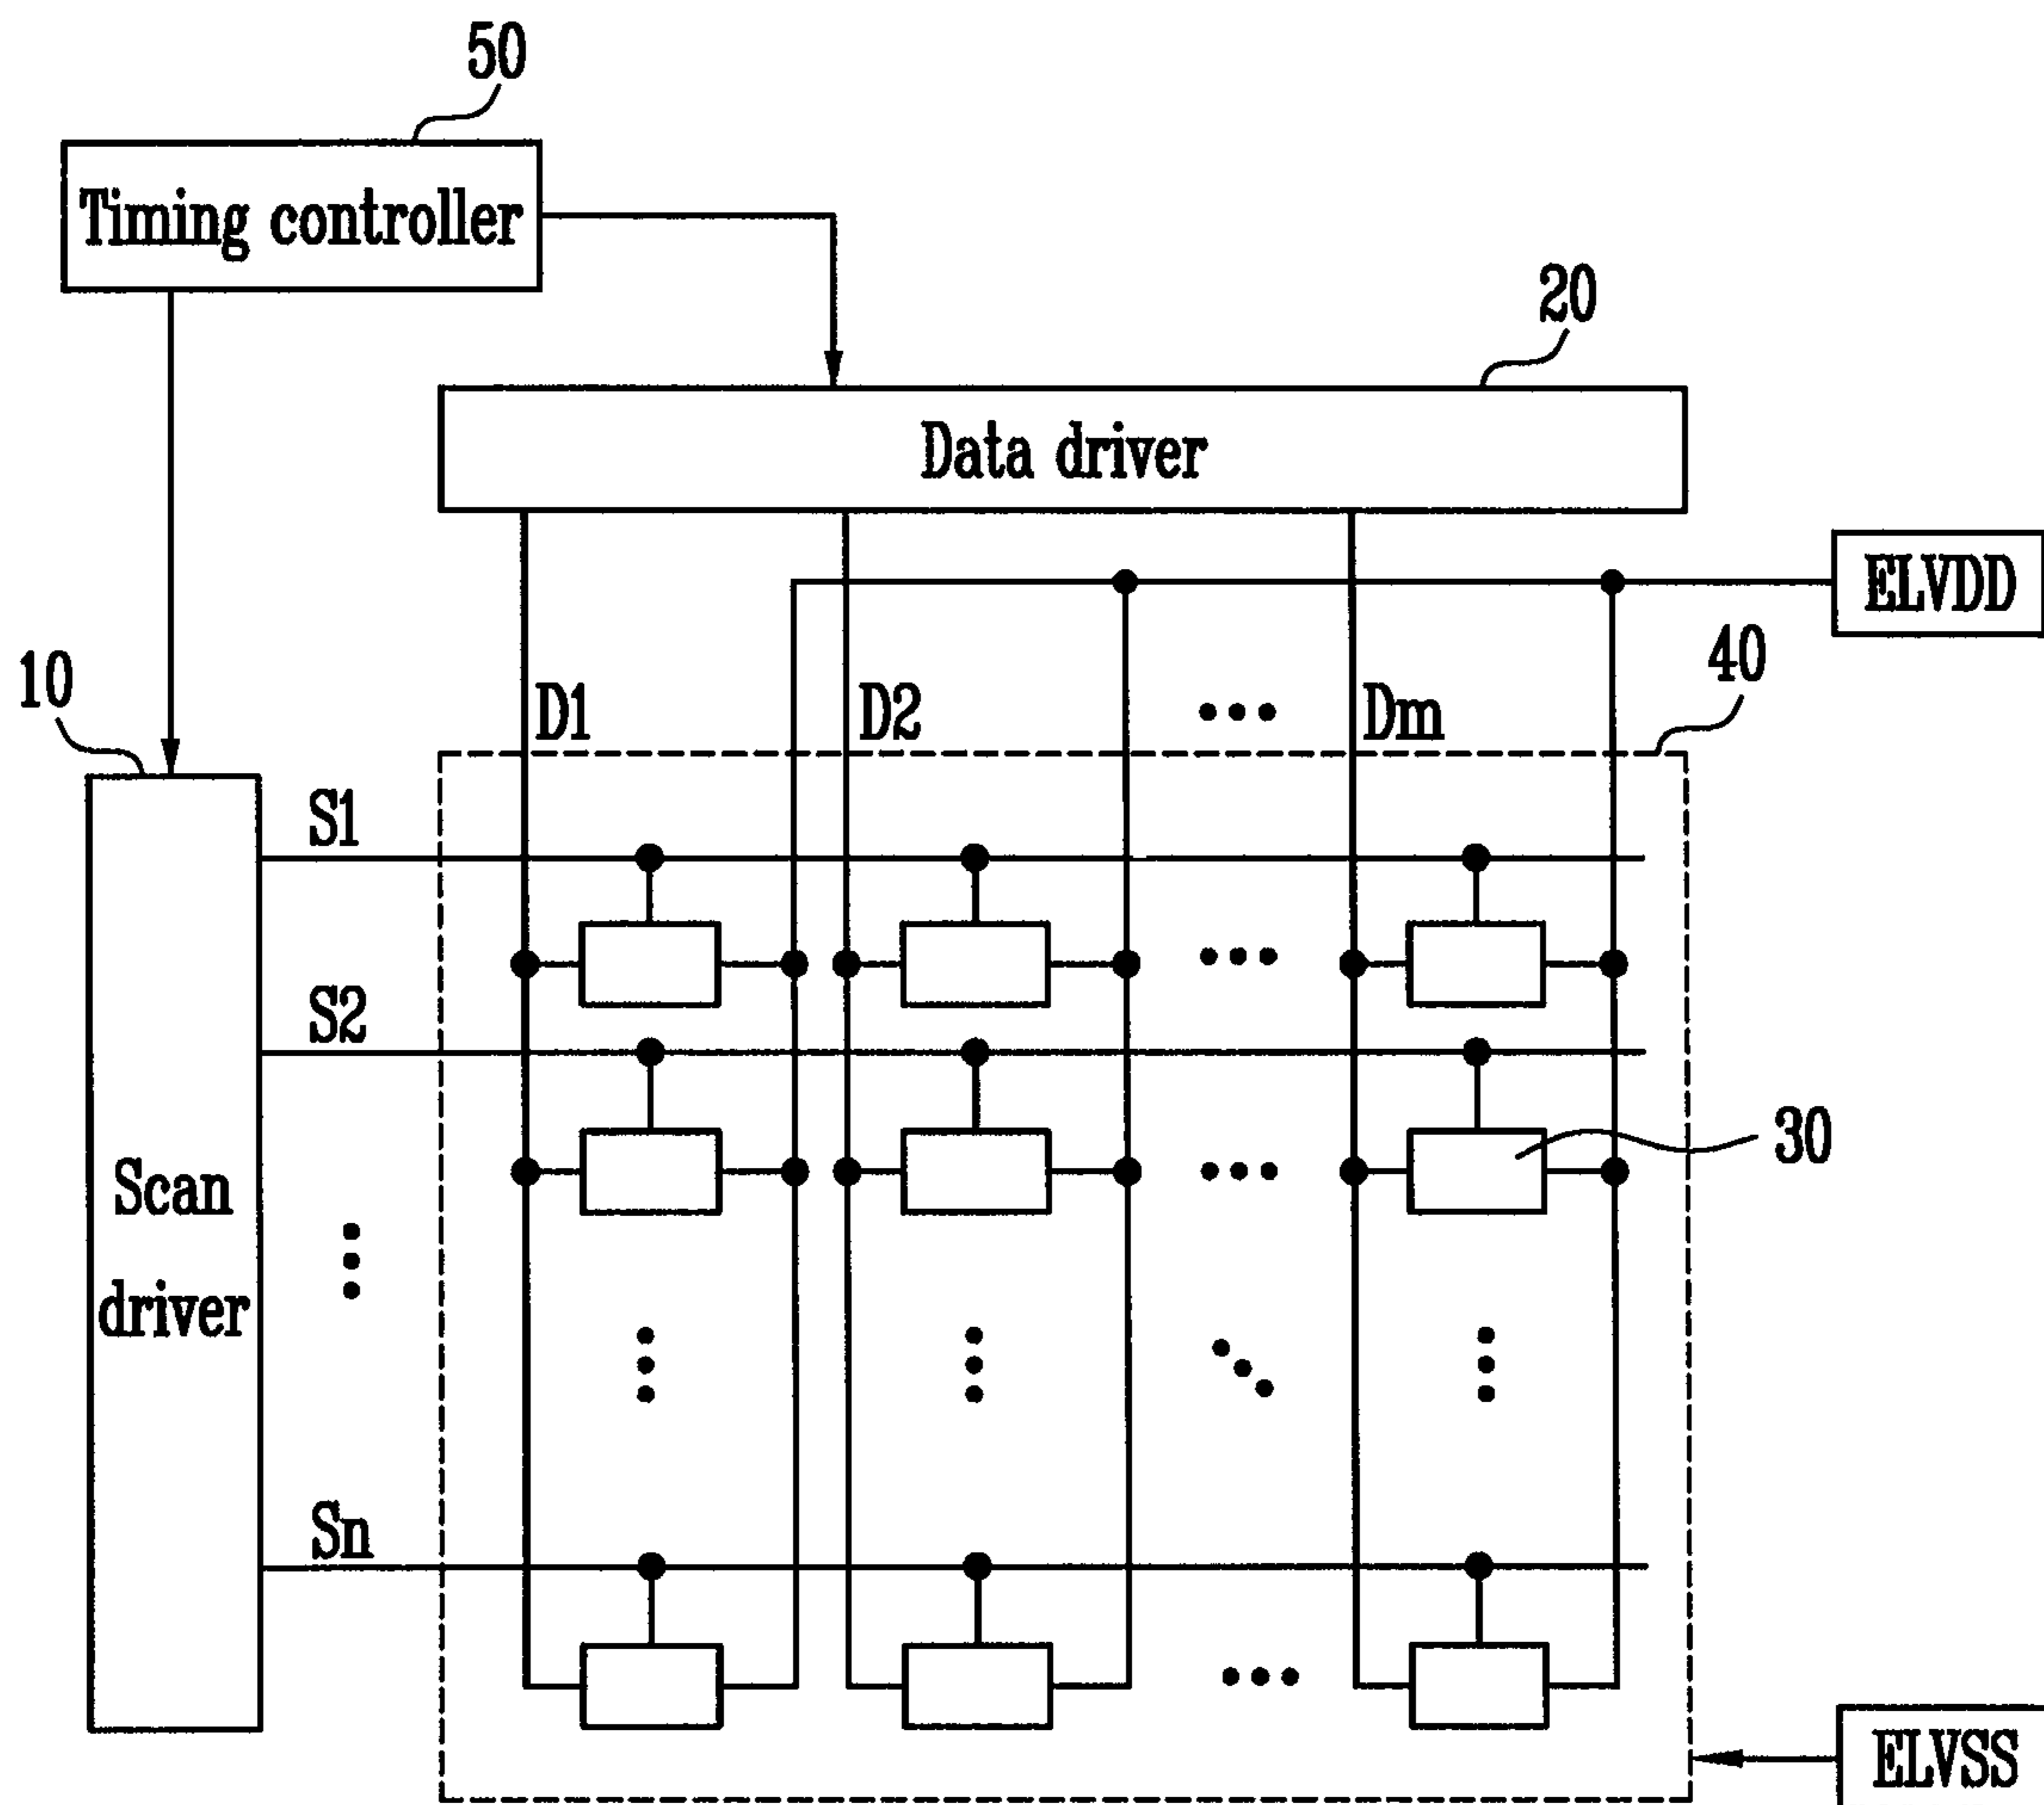 50
Timing controller
20
Data driver
ELVDD
40
10
D1 D2 Dm
S1
S2
30
Scan
driver
Sn
ELVSS